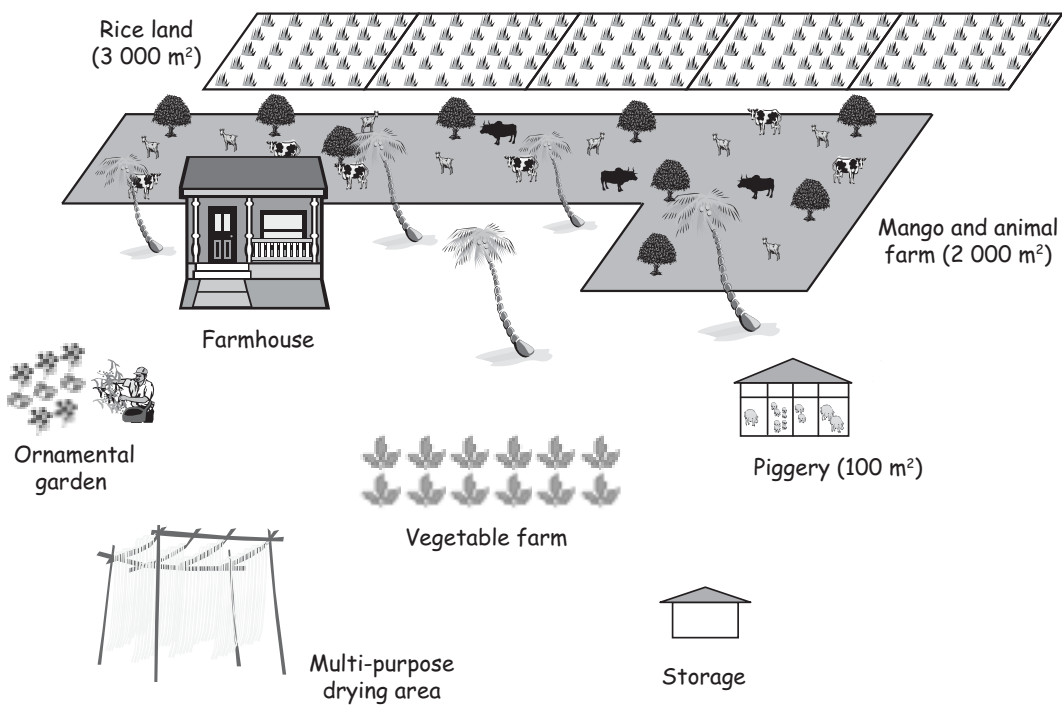 Rice land
(3 000 m²)
Mango and animal
farm (2 000 m²)
Farmhouse
Ornamental
garden
Piggery (100 m²)
Vegetable farm
Multi-purpose
drying area
Storage